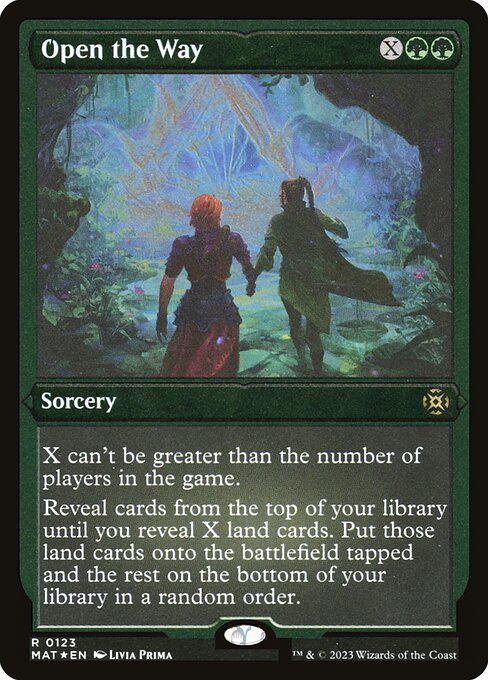 Open the Way X
Sorcery
X can't be greater than the number of
players in the game.
Reveal cards from the top of your library
until you reveal X land cards. Put those
land cards onto the battlefield tapped
and the rest on the bottom of your
library in a random order.
R 0123
MAT★EN LIVIA PRIMA
™ & © 2023 Wizards of the Coast